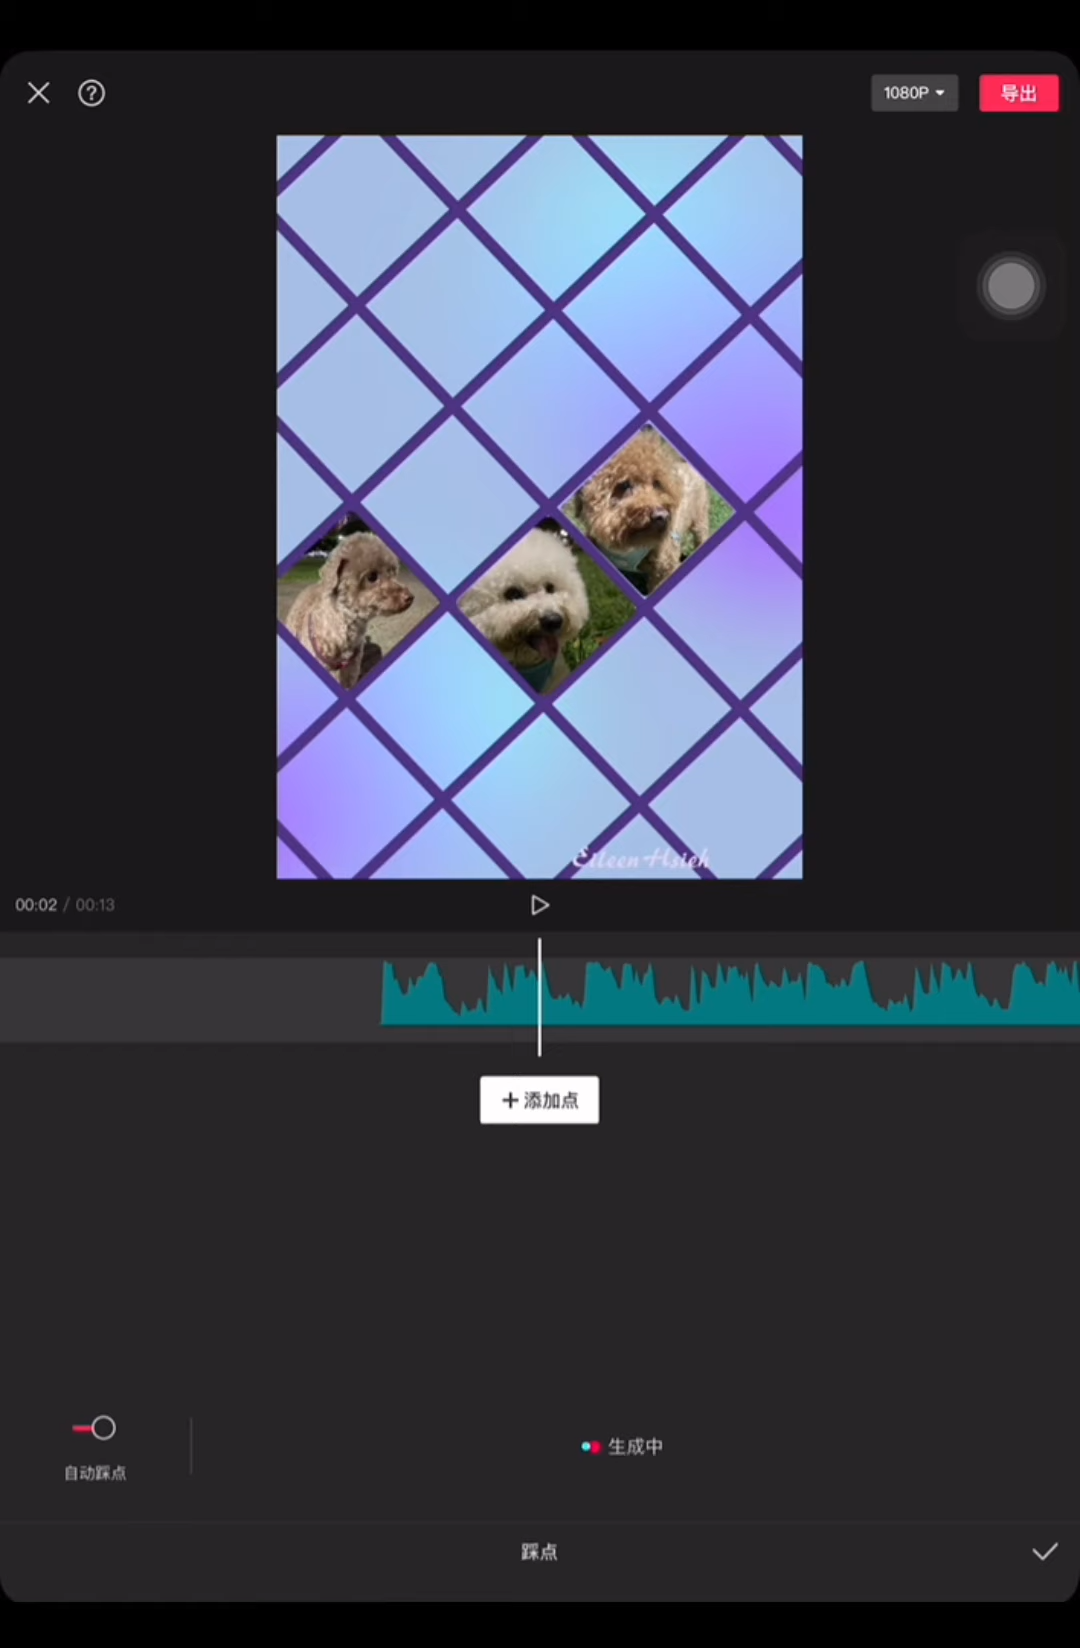 1080P
导出
Eileen Hsieh
00:02 / 00:13
+ 添加点
自动踩点
生成中
踩点